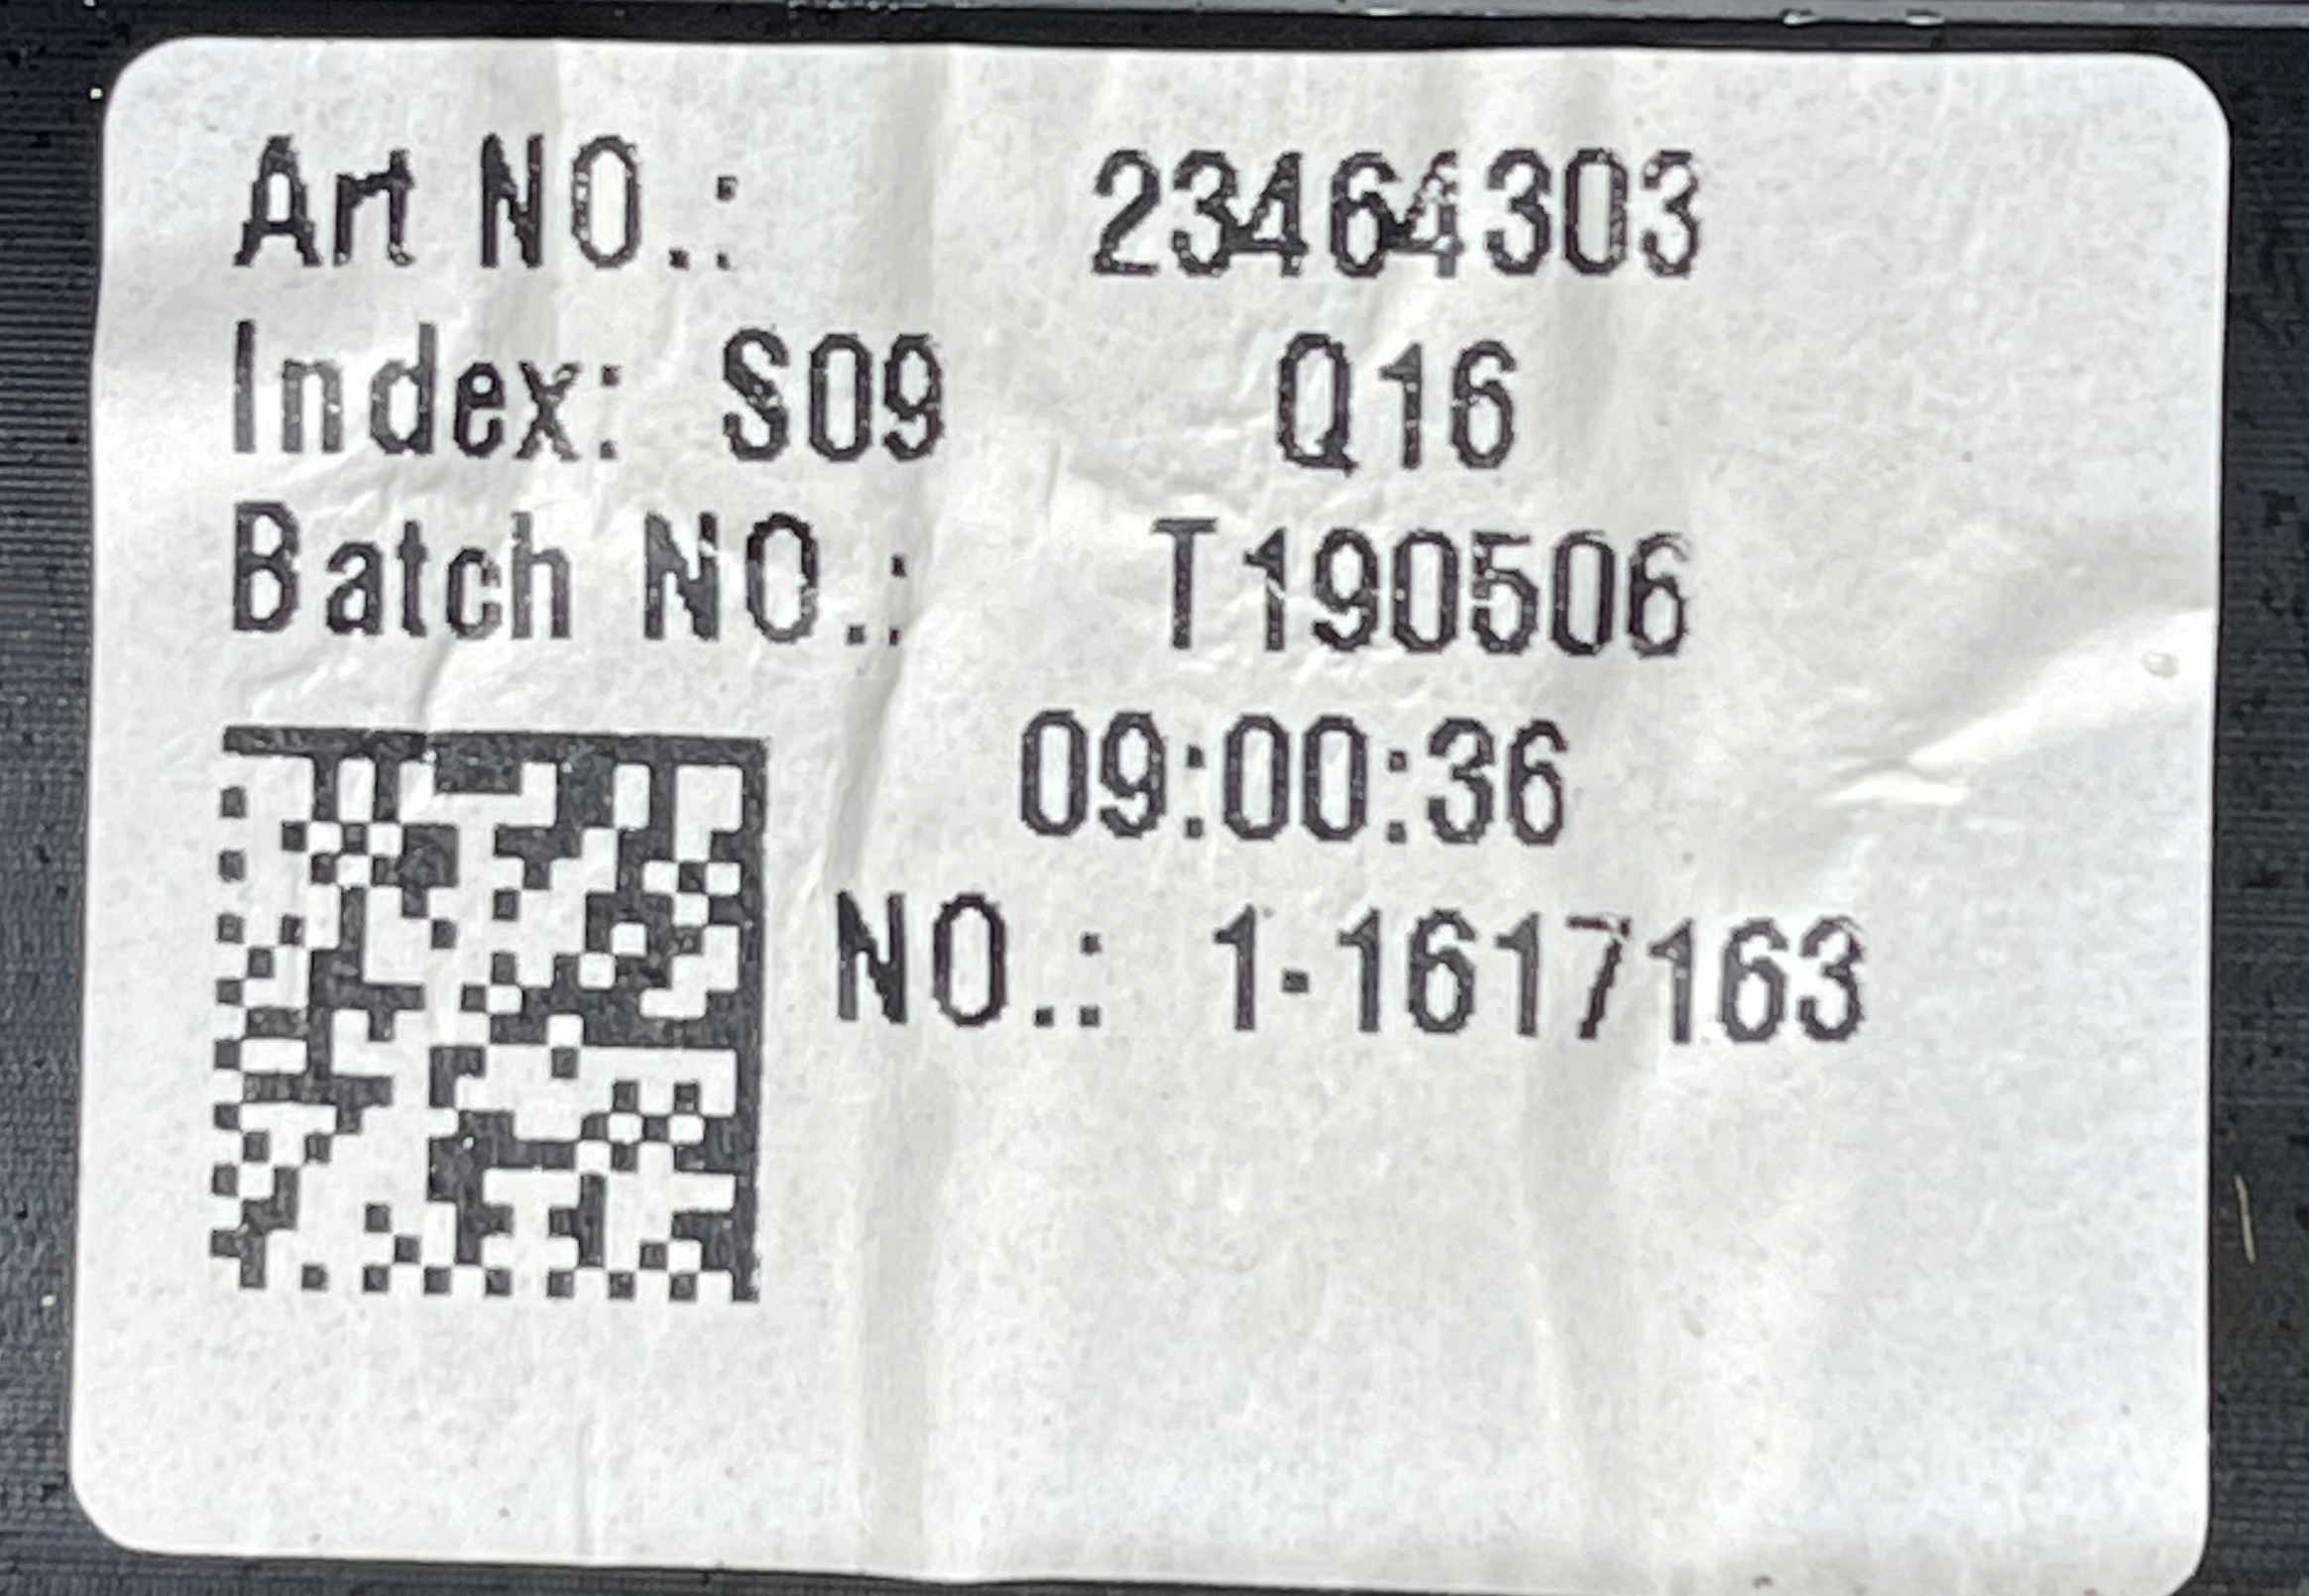 Art NO.: 23464303
Index: S09 Q16
Batch NO.: T190506
09:00:36
NO.: 1-1617163